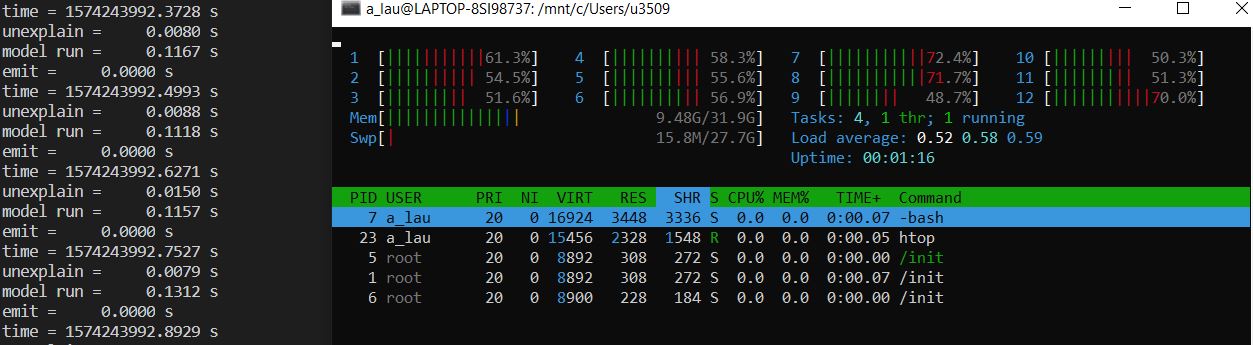 time = 1574243992.3728 s
unexplain =     0.0080 s
model run =     0.1167 s
emit =     0.0000 s
time = 1574243992.4993 s
unexplain =     0.0088 s
model run =     0.1118 s
emit =     0.0000 s
time = 1574243992.6271 s
unexplain =     0.0150 s
model run =     0.1157 s
emit =     0.0000 s
time = 1574243992.7527 s
unexplain =     0.0079 s
model run =     0.1312 s
emit =     0.0000 s
time = 1574243992.8929 s
a_lau@LAPTOP-8SI98737: /mnt/c/Users/u3509
1 [||||||||||||61.3%] 4 [||||||||||| 58.3%] 7 [||||||||||||72.4%] 10 [|||||||||| 50.3%]
2 [||||||||||| 54.5%] 5 [||||||||||| 55.6%] 8 [||||||||||||71.7%] 11 [|||||||||| 51.3%]
3 [|||||||||| 51.6%] 6 [||||||||||| 56.9%] 9 [||||||||| 48.7%] 12 [||||||||||||70.0%]
Mem[||||||||||||||| 9.48G/31.9G] Tasks: 4, 1 thr; 1 running
Swp[| 15.8M/27.7G] Load average: 0.52 0.58 0.59
Uptime: 00:01:16
PID USER PRI NI VIRT RES SHR S CPU% MEM% TIME+ Command
7 a_lau 20 0 16924 3448 3336 S 0.0 0.0 0:00.07 -bash
23 a_lau 20 0 15456 2328 1548 R 0.0 0.0 0:00.05 htop
5 root 20 0 8892 308 272 S 0.0 0.0 0:00.00 /init
1 root 20 0 8892 308 272 S 0.0 0.0 0:00.07 /init
6 root 20 0 8900 228 184 S 0.0 0.0 0:00.00 /init